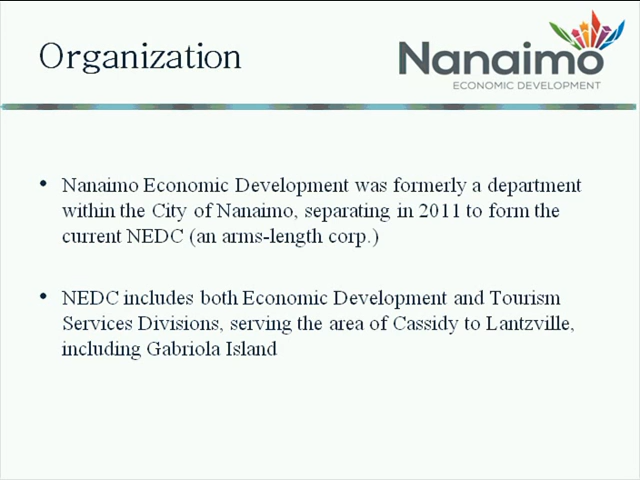 Organization
Nanaimo
ECONOMIC DEVELOPMENT
• Nanaimo Economic Development was formerly a department
within the City of Nanaimo, separating in 2011 to form the
current NEDC (an arms-length corp.)
• NEDC includes both Economic Development and Tourism
Services Divisions, serving the area of Cassidy to Lantzville,
including Gabriola Island